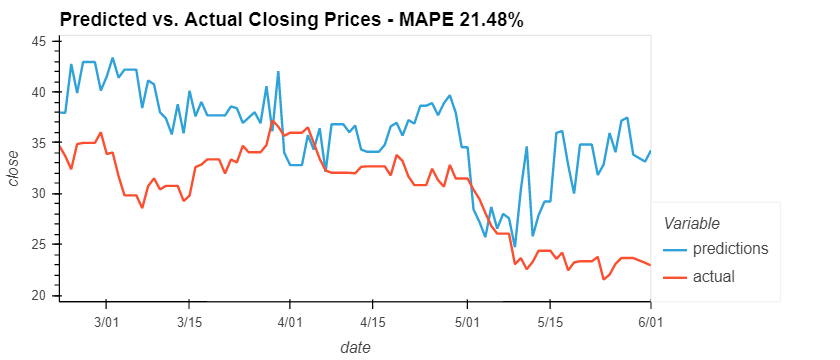 Predicted vs. Actual Closing Prices - MAPE 21.48%
45
40
35
30
25
20
close
3/01 3/15 4/01 4/15 5/01 5/15 6/01
date
Variable
predictions
actual